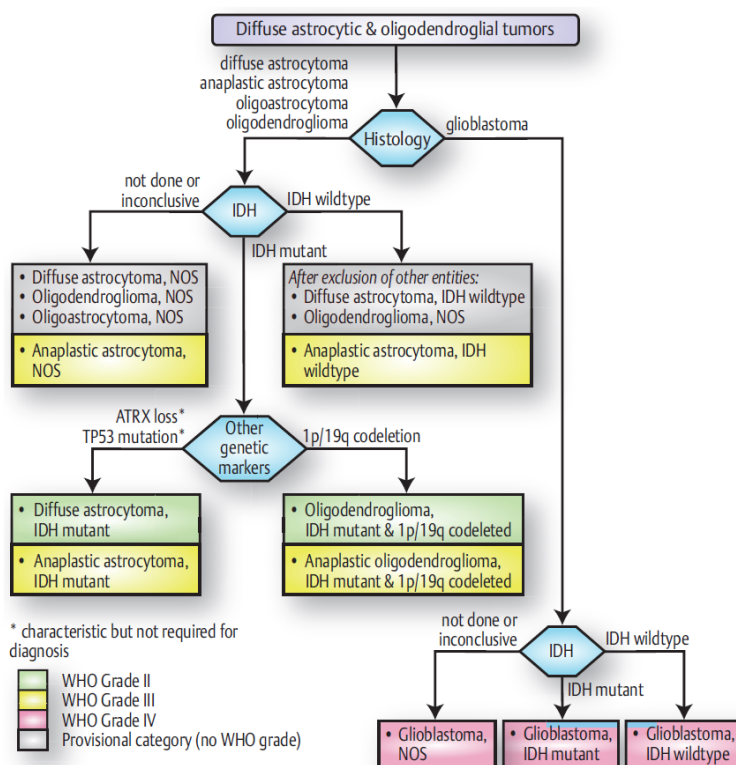 Diffuse astrocytic & oligodendroglial tumors
diffuse astrocytoma
anaplastic astrocytoma
oligoastrocytoma
oligodendroglioma
Histology
glioblastoma
not done or
inconclusive
IDH
IDH wildtype
IDH mutant
• Diffuse astrocytoma, NOS
• Oligodendroglioma, NOS
• Oligoastrocytoma, NOS
• Anaplastic astrocytoma,
NOS
After exclusion of other entities:
• Diffuse astrocytoma, IDH wildtype
• Oligodendroglioma, NOS
• Anaplastic astrocytoma, IDH
wildtype
ATRX loss*
TP53 mutation*
Other
genetic
markers
1p/19q codeletion
• Diffuse astrocytoma,
IDH mutant
• Anaplastic astrocytoma,
IDH mutant
• Oligodendroglioma,
IDH mutant & 1p/19q codeleted
• Anaplastic oligodendroglioma,
IDH mutant & 1p/19q codeleted
* characteristic but not required for
diagnosis
WHO Grade II
WHO Grade III
WHO Grade IV
Provisional category (no WHO grade)
not done or
inconclusive
IDH
IDH wildtype
IDH mutant
• Glioblastoma,
NOS
• Glioblastoma,
IDH mutant
• Glioblastoma,
IDH wildtype